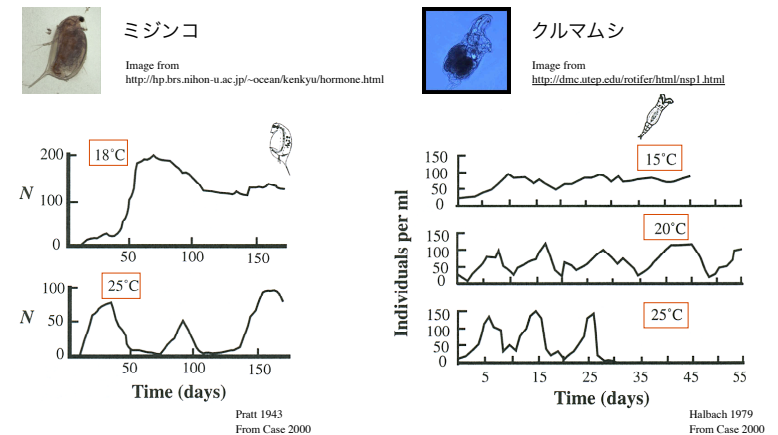 ミジンコ
Image from
http://hp.brs.nihon-u.ac.jp/~ocean/kenkyu/hormone.html
18˚C
200
N
100
0
50
100
150
25˚C
100
N
50
0
50
100
150
Time (days)
Pratt 1943
From Case 2000
クルマムシ
Image from
http://dmc.utep.edu/rotifer/html/nsp1.html
Individuals per ml
15˚C
150
100
50
0
20˚C
150
100
50
0
25˚C
150
100
50
0
5
15
25
35
45
55
Time (days)
Halbach 1979
From Case 2000